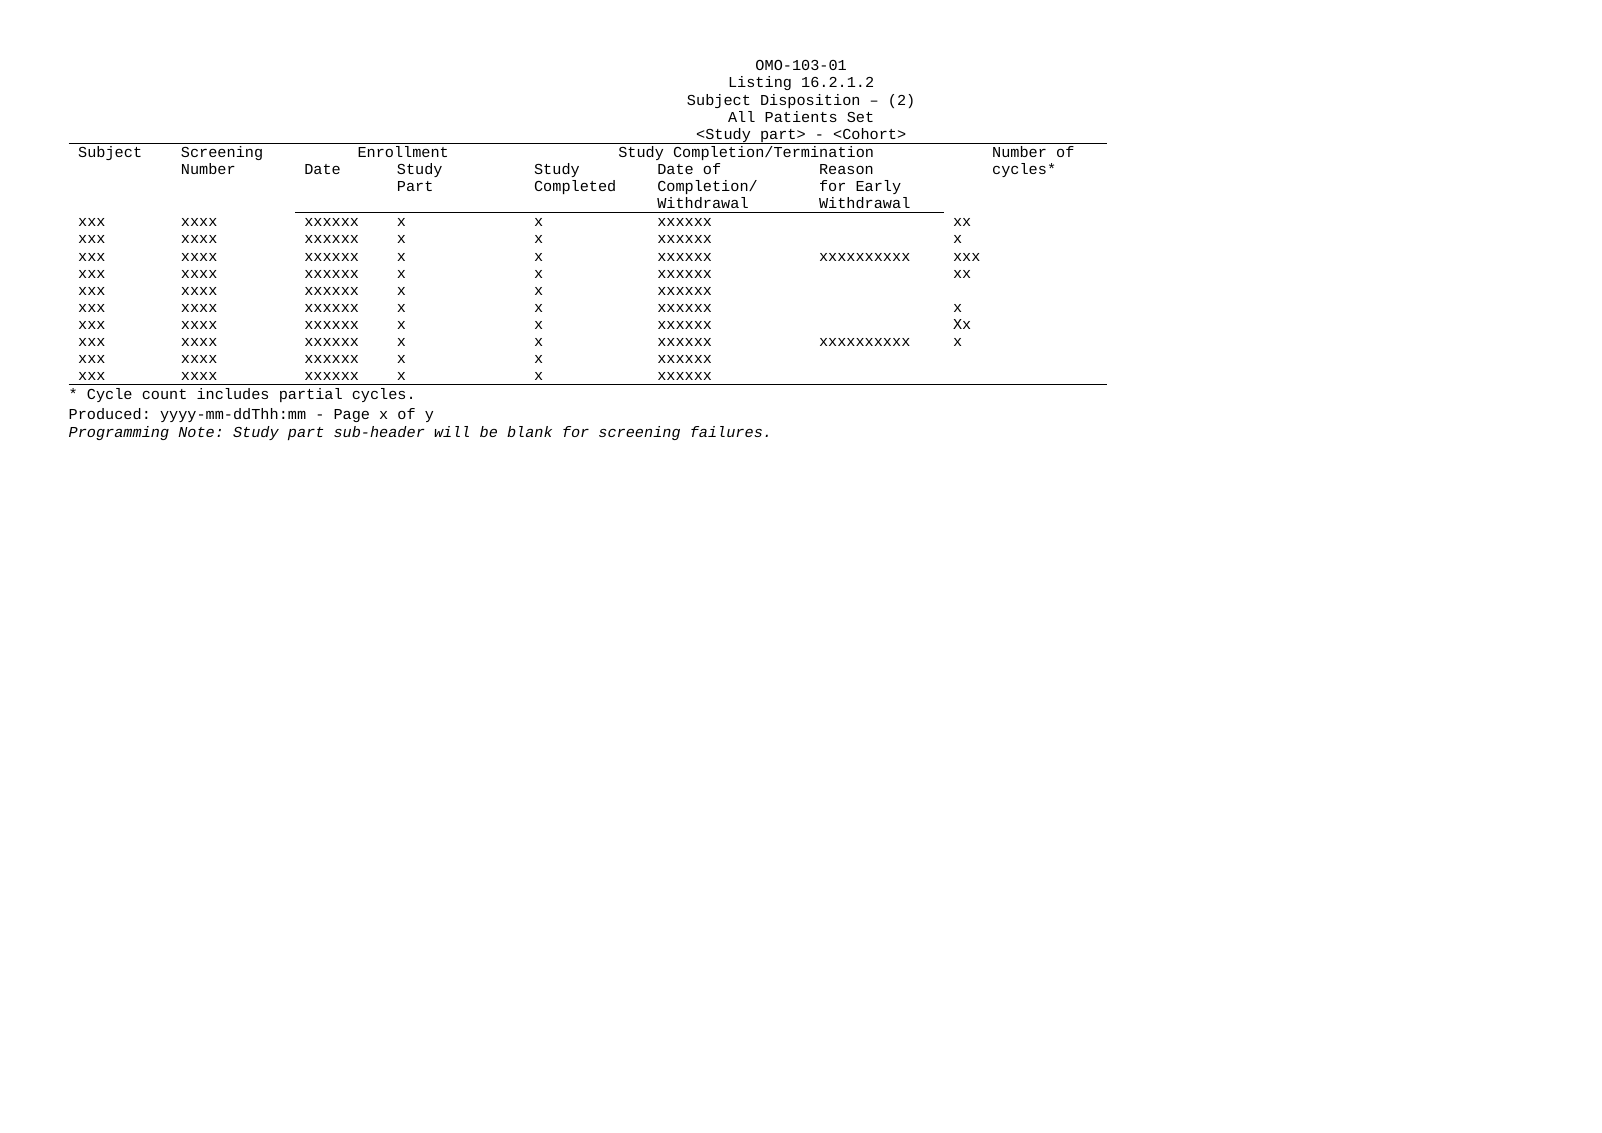 OMO-103-01
Listing 16.2.1.2
Subject Disposition – (2)
All Patients Set
<Study part> - <Cohort>
Subject Screening Enrollment Study Completion/Termination Number of
Number Date Study Study Date of Reason cycles*
Part Completed Completion/ for Early
Withdrawal Withdrawal
xxx xxxx xxxxxx x x xxxxxx xx
xxx xxxx xxxxxx x x xxxxxx x
xxx xxxx xxxxxx x x xxxxxx xxxxxxxxxx xxx
xxx xxxx xxxxxx x x xxxxxx xx
xxx xxxx xxxxxx x x xxxxxx
xxx xxxx xxxxxx x x xxxxxx x
xxx xxxx xxxxxx x x xxxxxx Xx
xxx xxxx xxxxxx x x xxxxxx xxxxxxxxxx x
xxx xxxx xxxxxx x x xxxxxx
xxx xxxx xxxxxx x x xxxxxx
* Cycle count includes partial cycles.
Produced: yyyy-mm-ddThh:mm - Page x of y
Programming Note: Study part sub-header will be blank for screening failures.